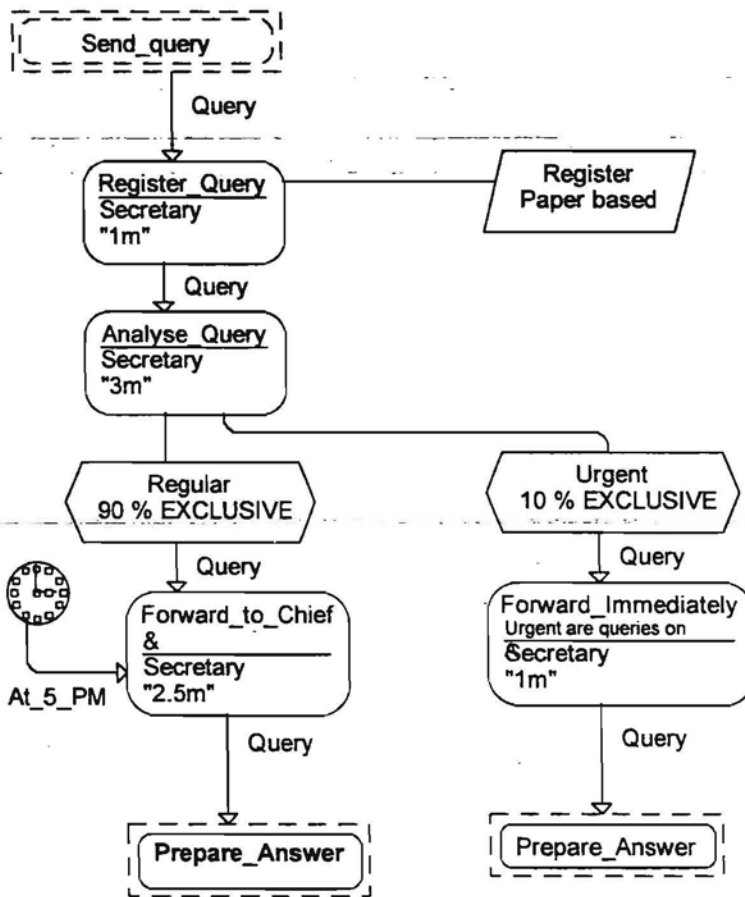 Send_query
Query
Register_Query
Secretary
"1m"
Register
Paper based
Query
Analyse_Query
Secretary
"3m"
Regular
90 % EXCLUSIVE
Urgent
10 % EXCLUSIVE
Query
Query
Forward_to_Chief
&
Secretary
"2.5m"
At_5_PM
Forward_Immediately
Urgent are queries on
Secretary
"1m"
Query
Query
Prepare_Answer
Prepare_Answer